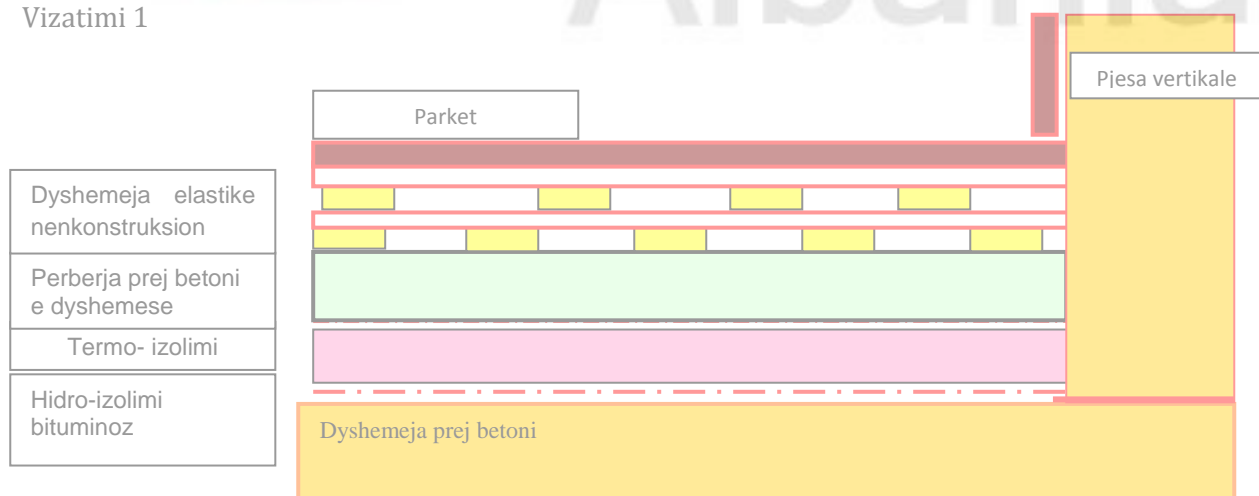 Albania
Vizatimi 1
Pjesa vertikale
Parket
Dyshemeja elastike
nenkonstruksion
Perberja prej betoni
e dyshemese
Termo- izolimi
Hidro-izolimi
bituminoz
Dyshemeja prej betoni